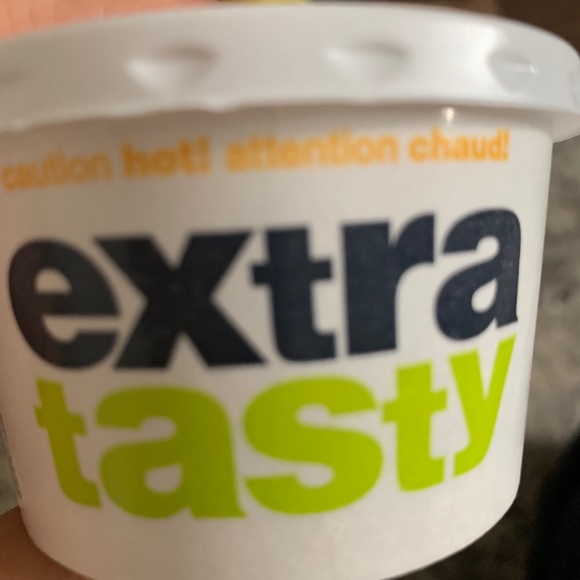 caution hot! attention chaud!
extra
tasty